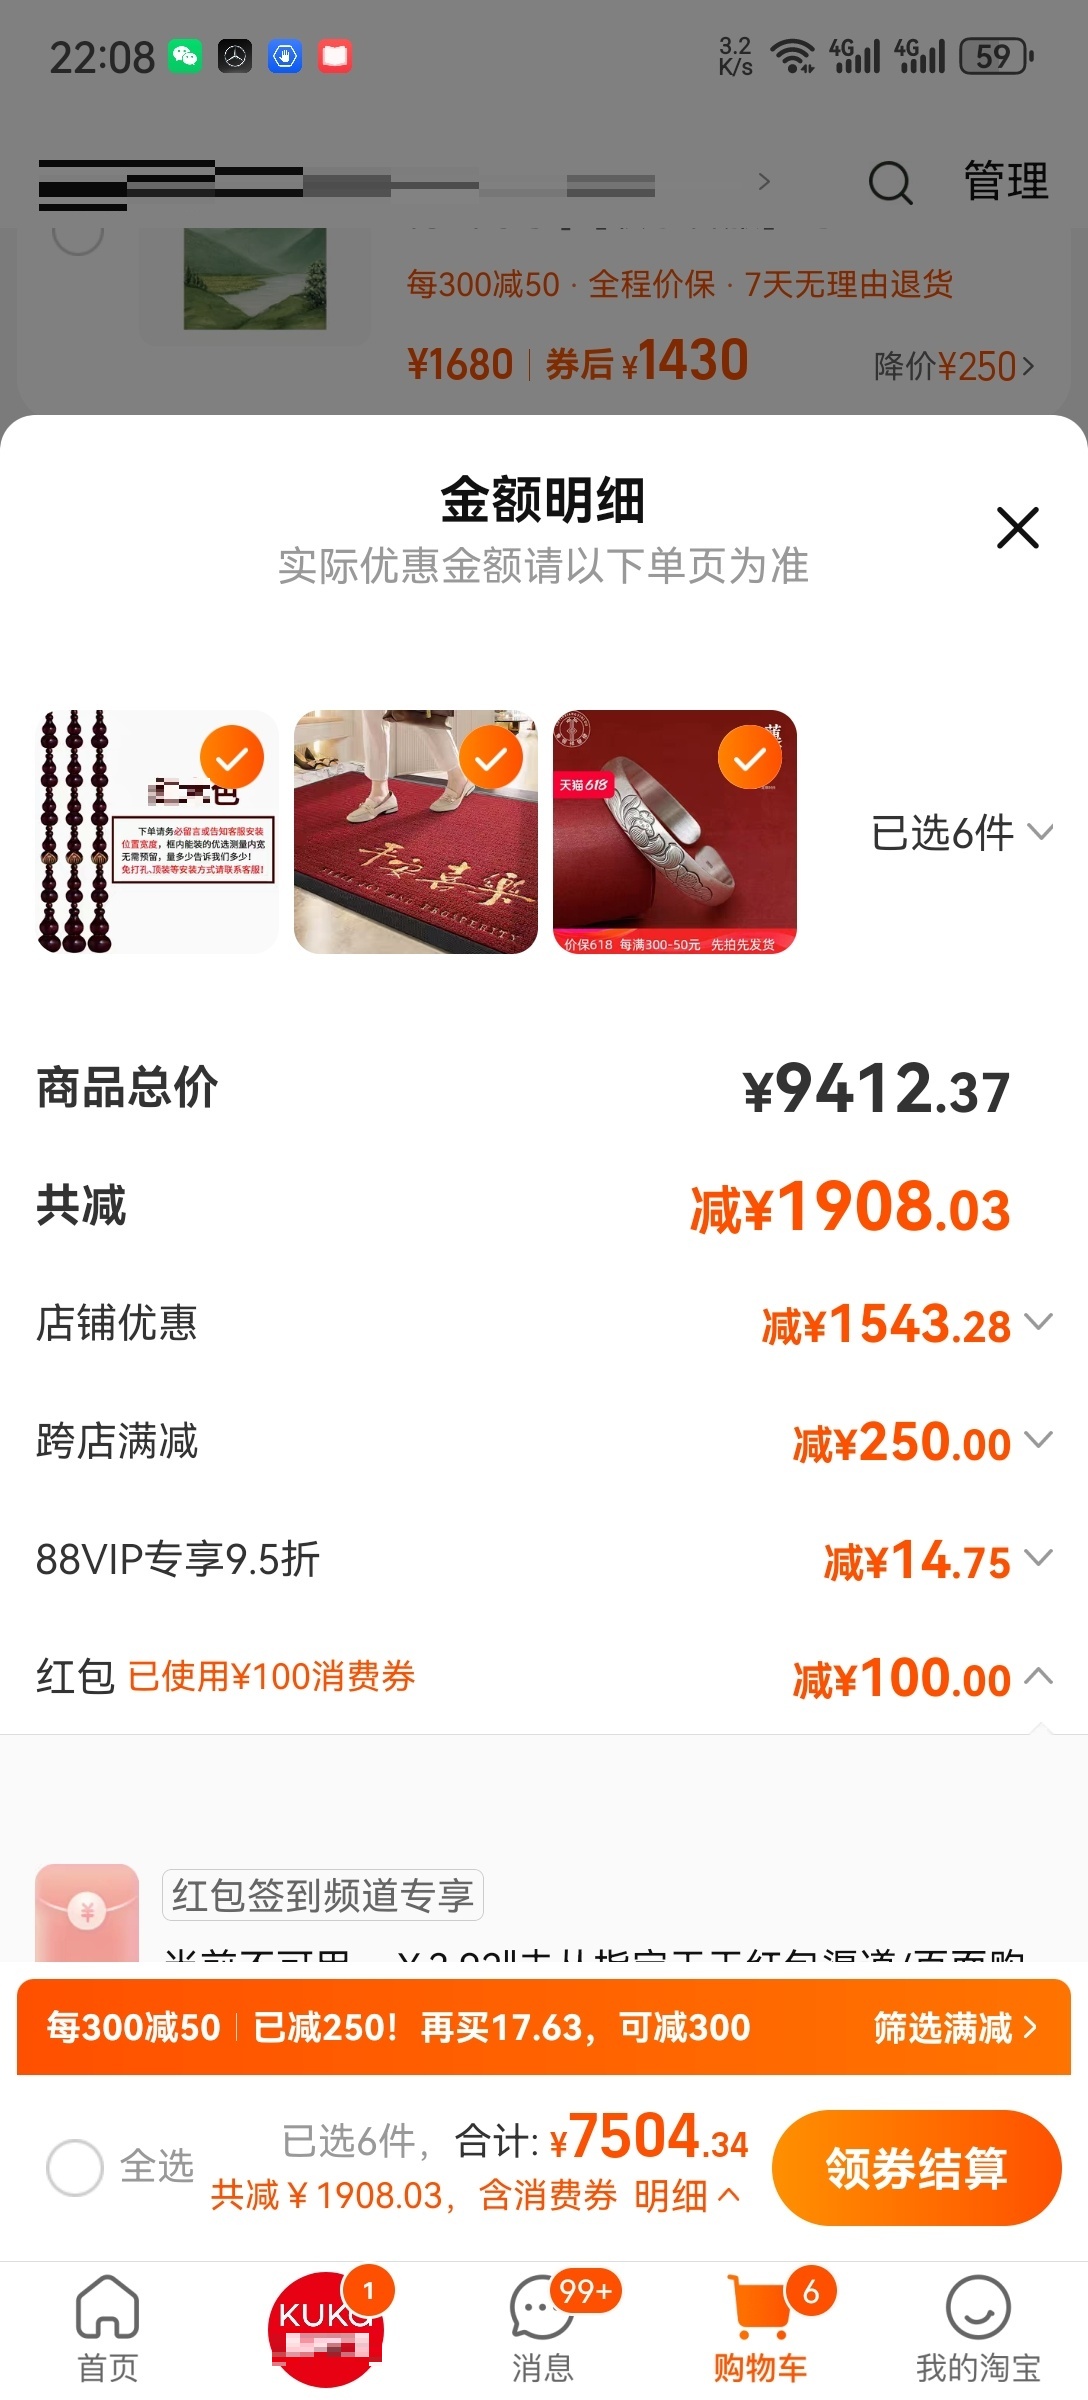 22:08
3.2
K/s
4G
4G
59
管理
每300减50 · 全程价保 · 7天无理由退货
¥1680 券后 ¥1430
降价¥250
金额明细
实际优惠金额请以下单页为准
色
下单请务必留言或告知客服安装
位置宽度，框内能装的优选测量内宽
无需预留，量多少告诉我们多少！
免打孔、顶装等安装方式请联系客服！
平安喜樂
天猫618
价保618 每满300-50元 先拍先发货
已选6件
商品总价
¥9412.37
共减
减¥1908.03
店铺优惠
减¥1543.28
跨店满减
减¥250.00
88VIP专享9.5折
减¥14.75
红包 已使用¥100消费券
减¥100.00
¥
红包签到频道专享
每300减50 已减250！再买17.63，可减300
筛选满减
全选
已选6件，合计: ¥7504.34
共减￥1908.03，含消费券 明细
领券结算
首页
KUKa
1
99+
消息
6
购物车
我的淘宝